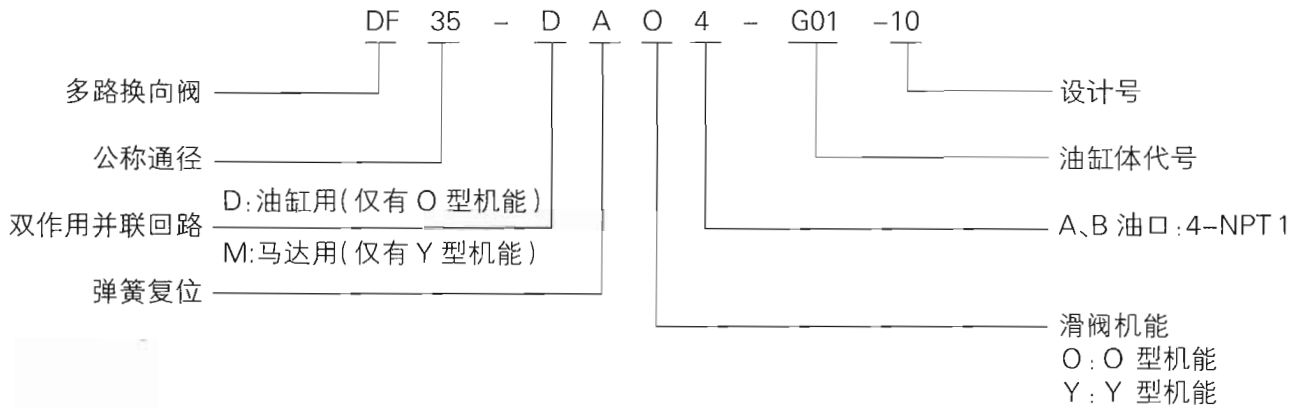 DF 35 - D A O 4 - G01 -10
多路换向阀
设计号
公称通径
油缸体代号
D:油缸用(仅有 O 型机能)
双作用并联回路
A、B 油口:4-NPT1
M:马达用(仅有 Y 型机能)
弹簧复位
滑阀机能
O:O 型机能
Y:Y 型机能